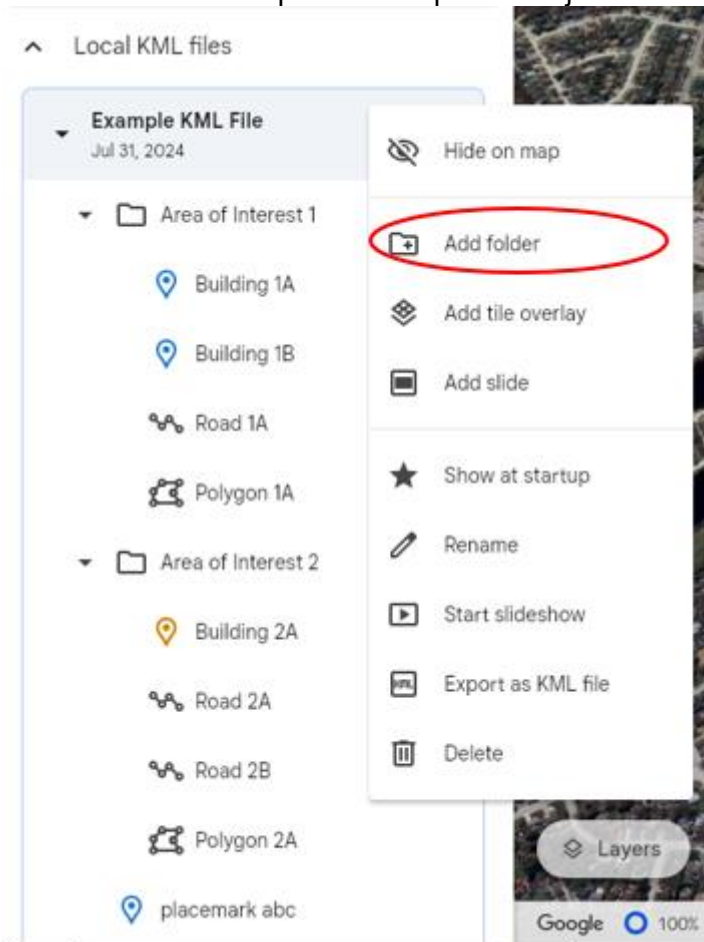 Local KML files
Example KML File
Jul 31, 2024
Area of Interest 1
Building 1A
Building 1B
Road 1A
Polygon 1A
Area of Interest 2
Building 2A
Road 2A
Road 2B
Polygon 2A
placemark abc
Hide on map
Add folder
Add tile overlay
Add slide
Show at startup
Rename
Start slideshow
KML
Export as KML file
Delete
Layers
Google 100%